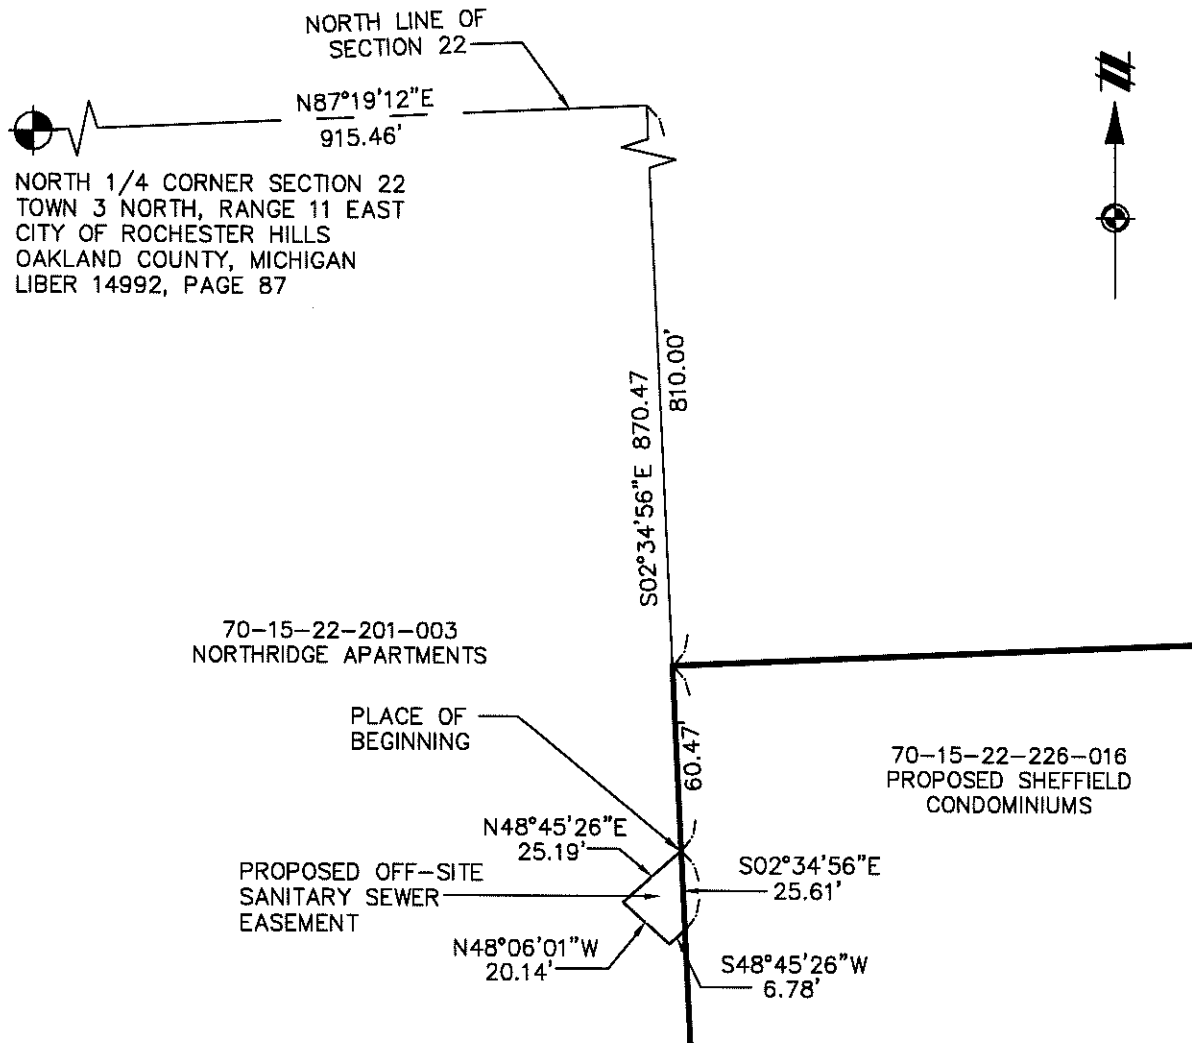 NORTH LINE OF
SECTION 22
N87°19'12"E
915.46'
N
NORTH 1/4 CORNER SECTION 22
TOWN 3 NORTH, RANGE 11 EAST
CITY OF ROCHESTER HILLS
OAKLAND COUNTY, MICHIGAN
LIBER 14992, PAGE 87
S02°34'56"E 870.47
810.00'
70-15-22-201-003
NORTHRIDGE APARTMENTS
PLACE OF
BEGINNING
60.47'
70-15-22-226-016
PROPOSED SHEFFIELD
CONDOMINIUMS
N48°45'26"E
25.19'
PROPOSED OFF-SITE
SANITARY SEWER
EASEMENT
S02°34'56"E
25.61'
N48°06'01"W
20.14'
S48°45'26"W
6.78'